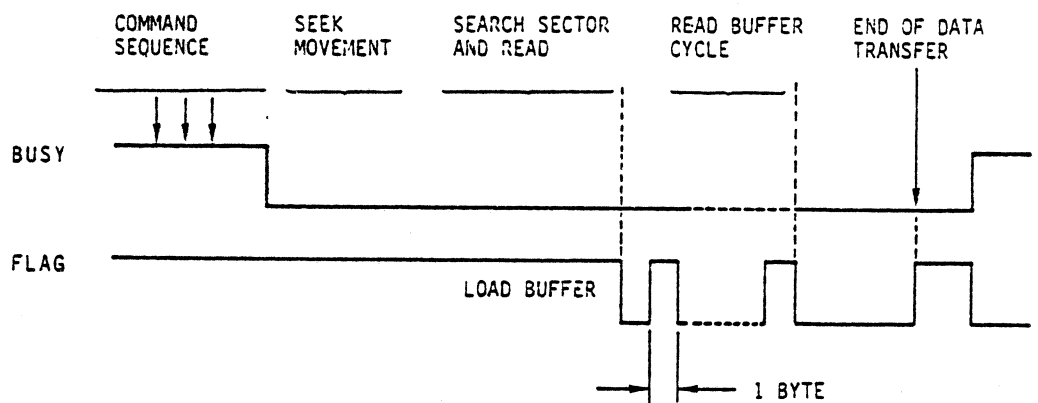 COMMAND
SEQUENCE
SEEK
MOVEMENT
SEARCH SECTOR
AND READ
READ BUFFER
CYCLE
END OF DATA
TRANSFER
BUSY
FLAG
LOAD BUFFER
1 BYTE